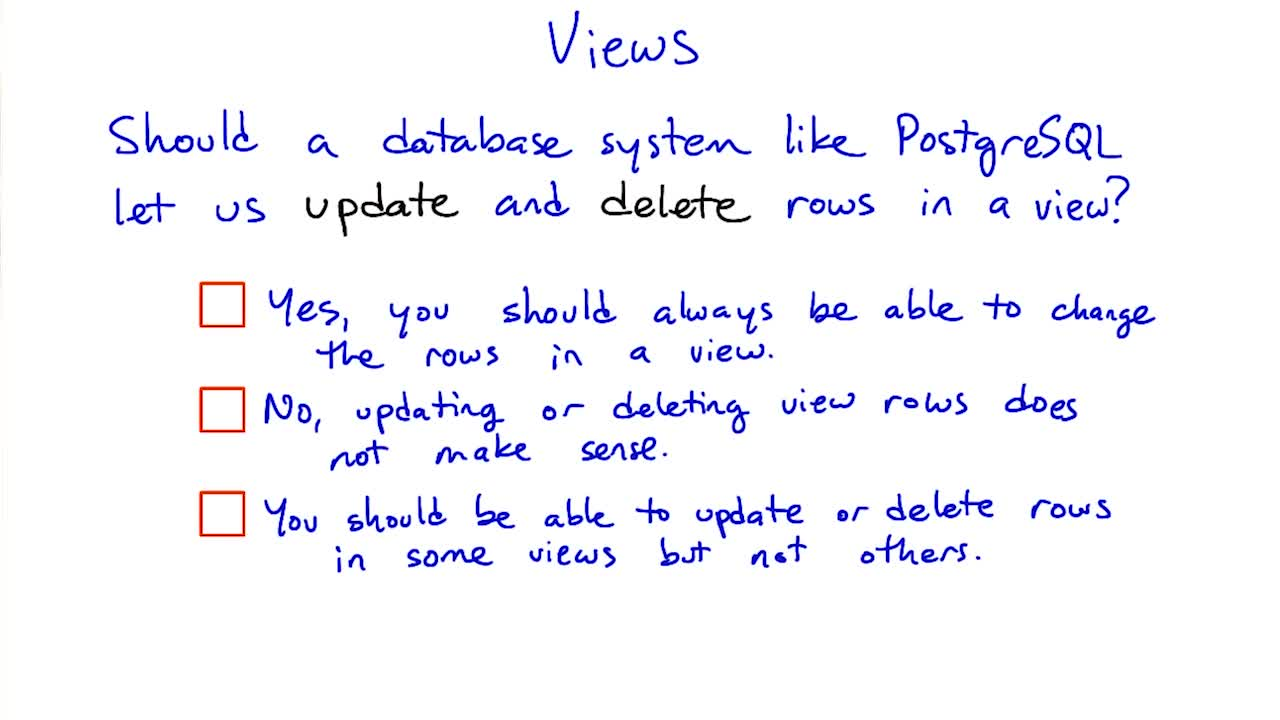 Views
Should a database system like PostgreSQL
let us update and delete rows in a view?
Yes, you should always be able to change
the rows in a view.
No, updating or deleting view rows does
not make sense.
You should be able to update or delete rows
in some views but not others.